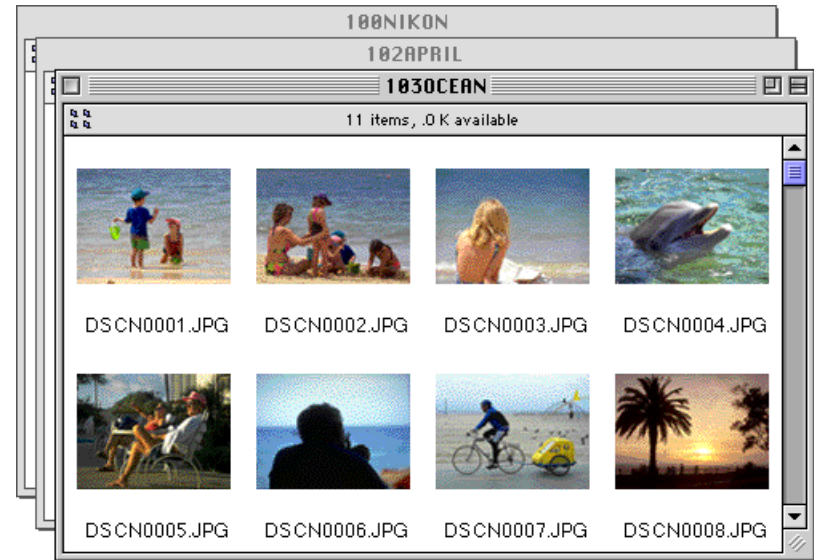 100NIKON
102APRIL
103OCEAN
11 items, .0 K available
DSCN0001.JPG DSCN0002.JPG DSCN0003.JPG DSCN0004.JPG
DSCN0005.JPG DSCN0006.JPG DSCN0007.JPG DSCN0008.JPG